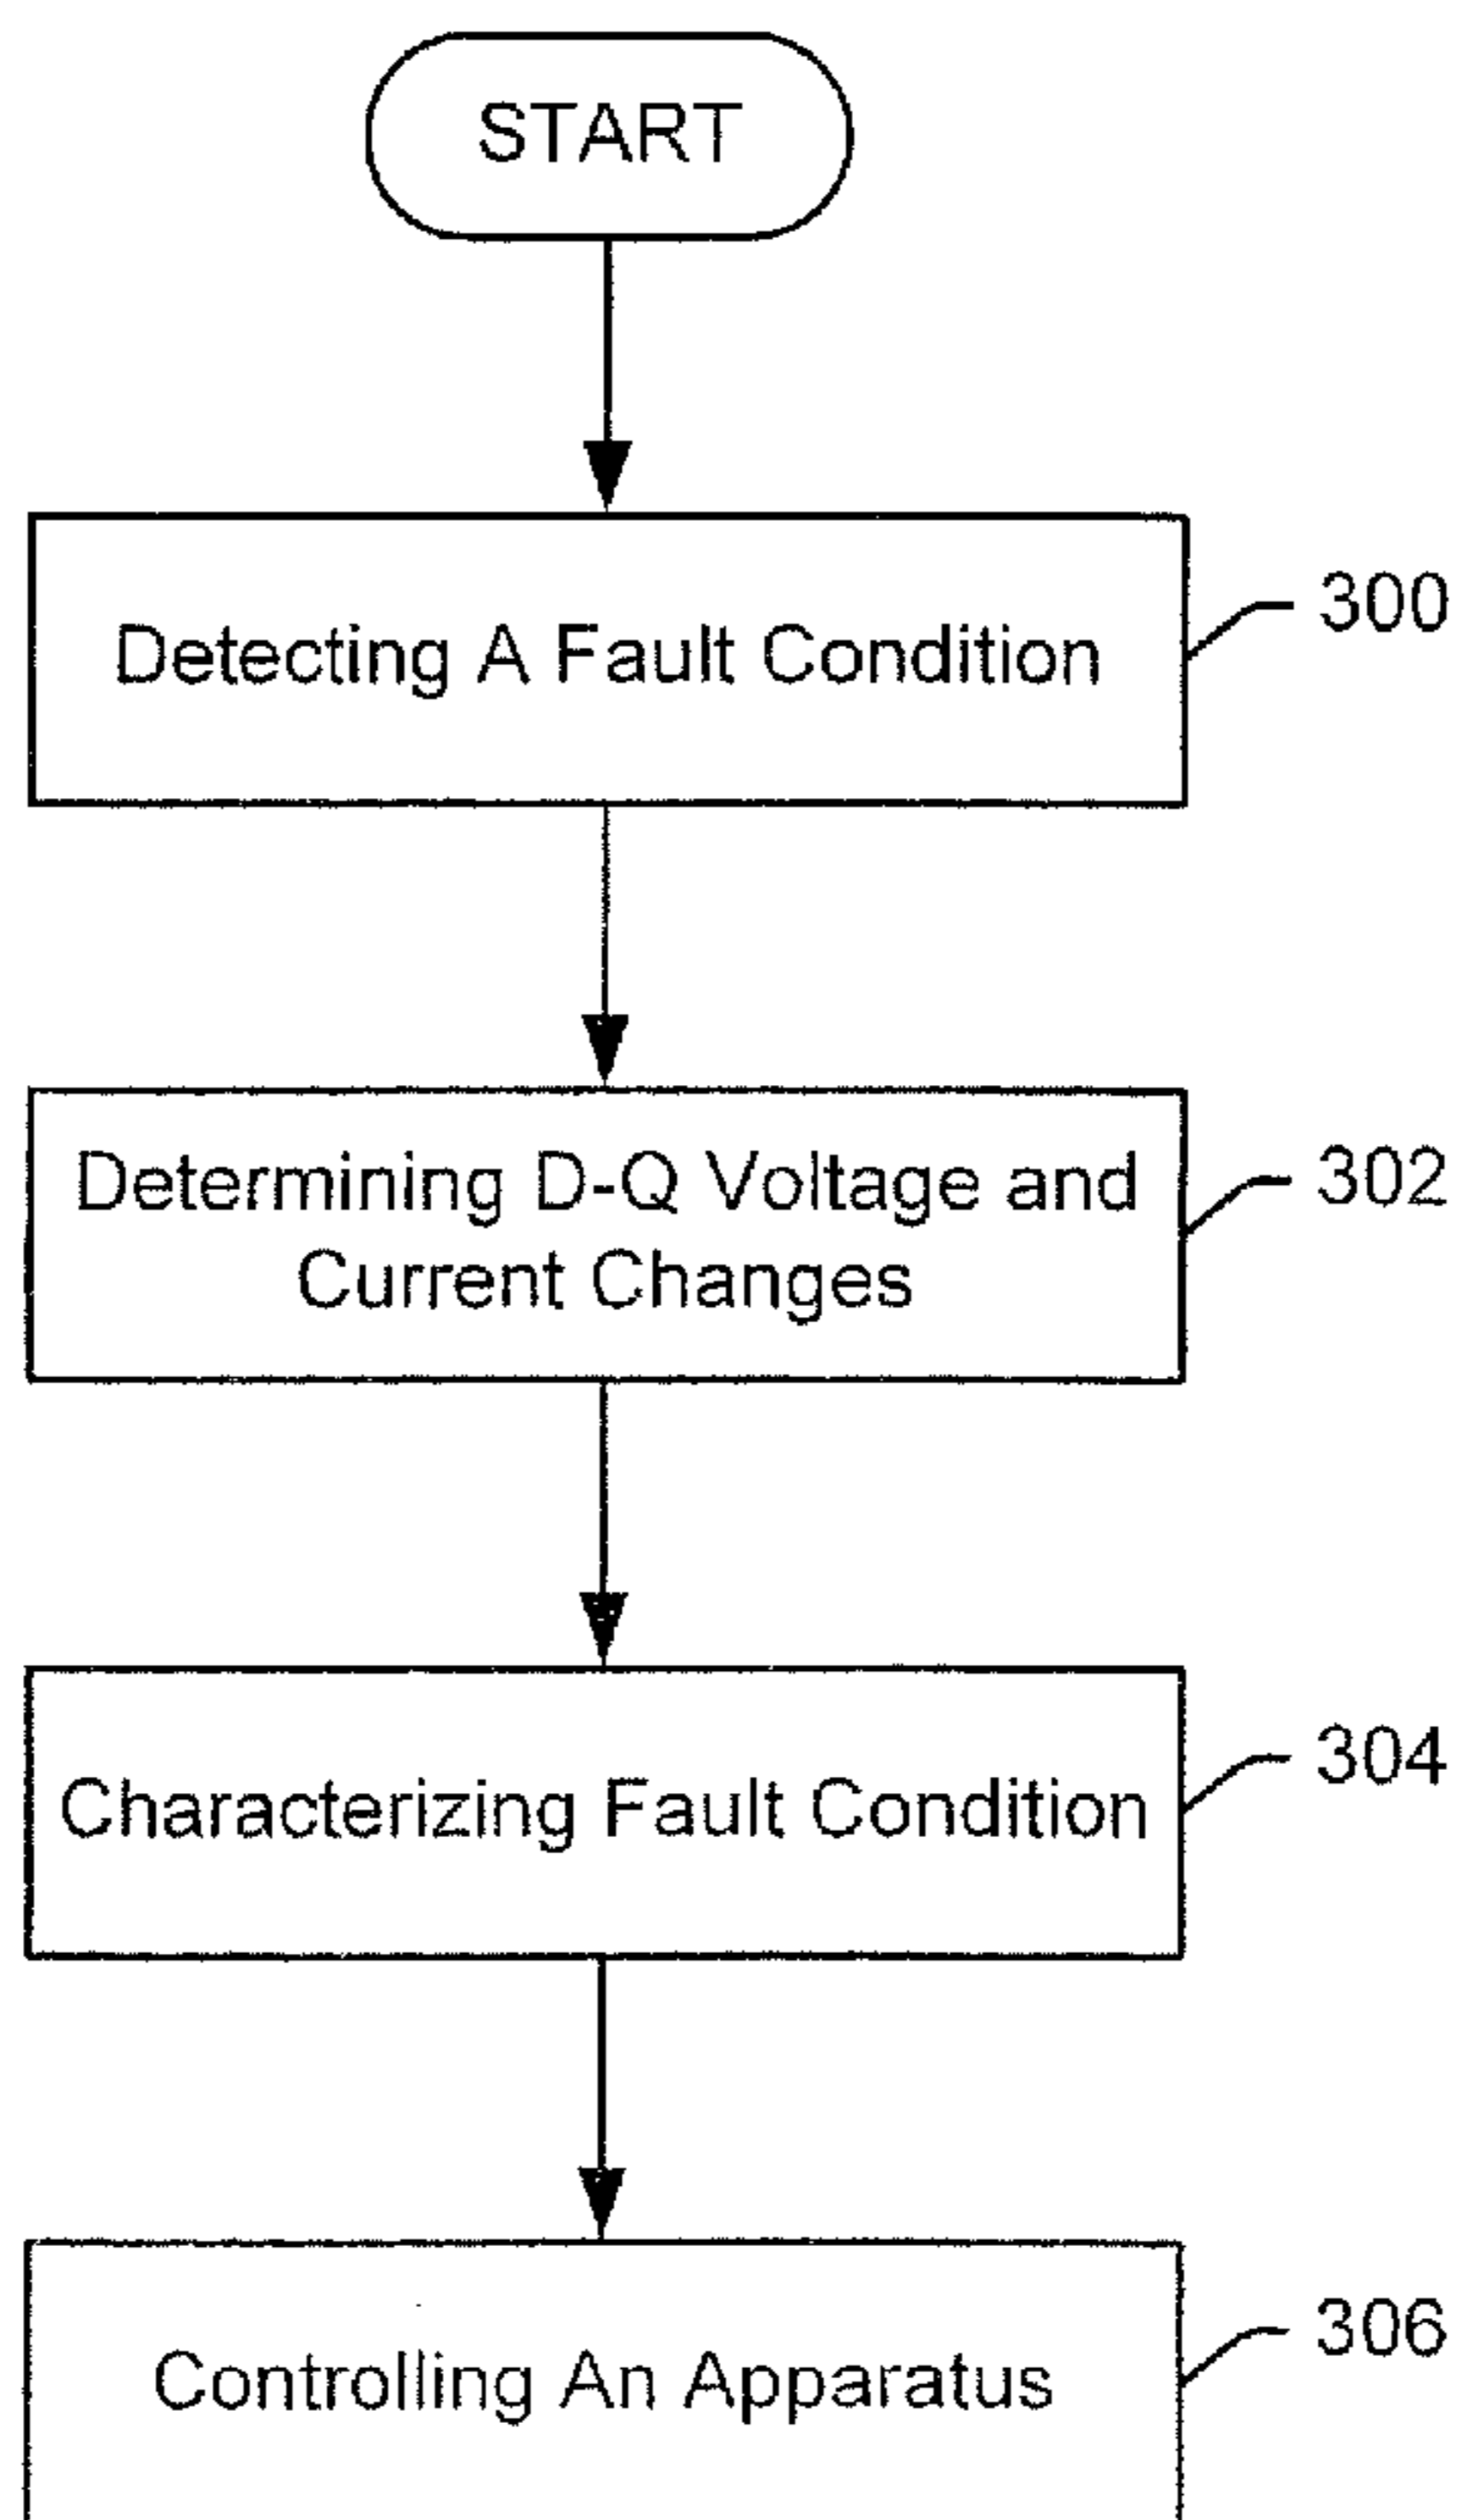 START
Detecting A Fault Condition
300
Determining D-Q Voltage and
Current Changes
302
Characterizing Fault Condition
304
Controlling An Apparatus
306